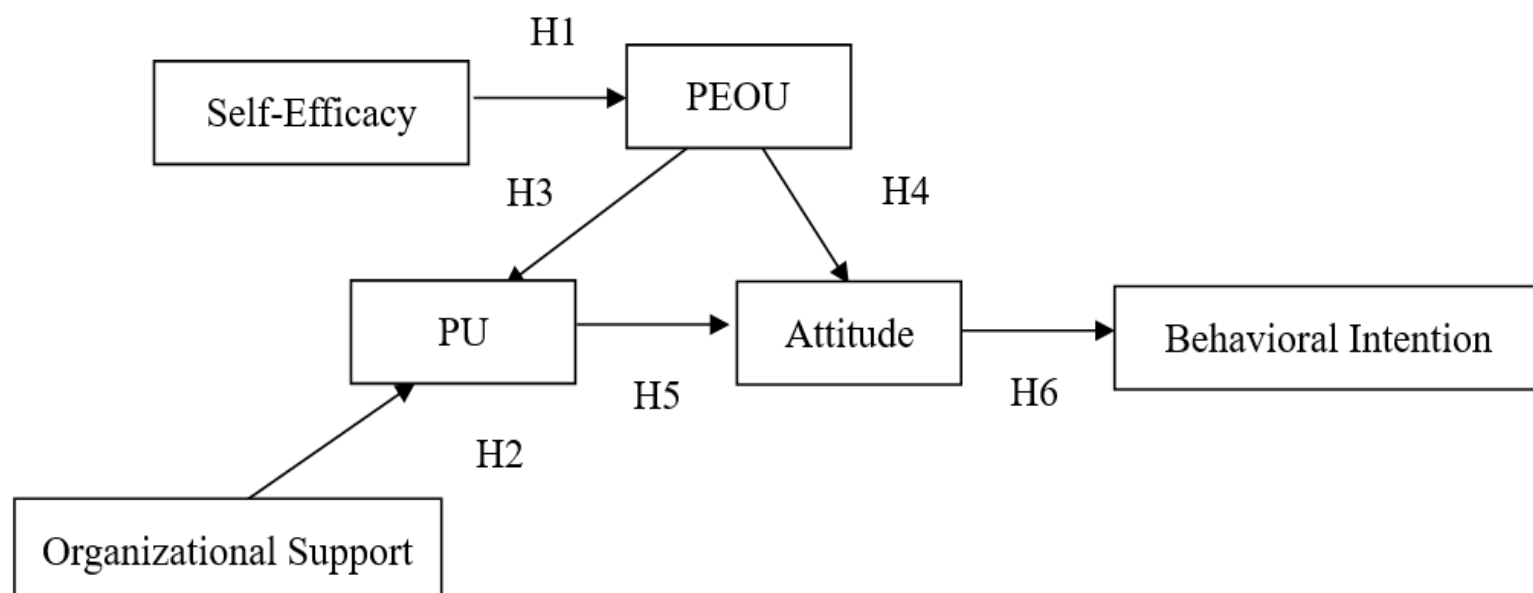 H1
Self-Efficacy
PEOU
H3
H4
PU
Attitude
Behavioral Intention
H5
H6
H2
Organizational Support